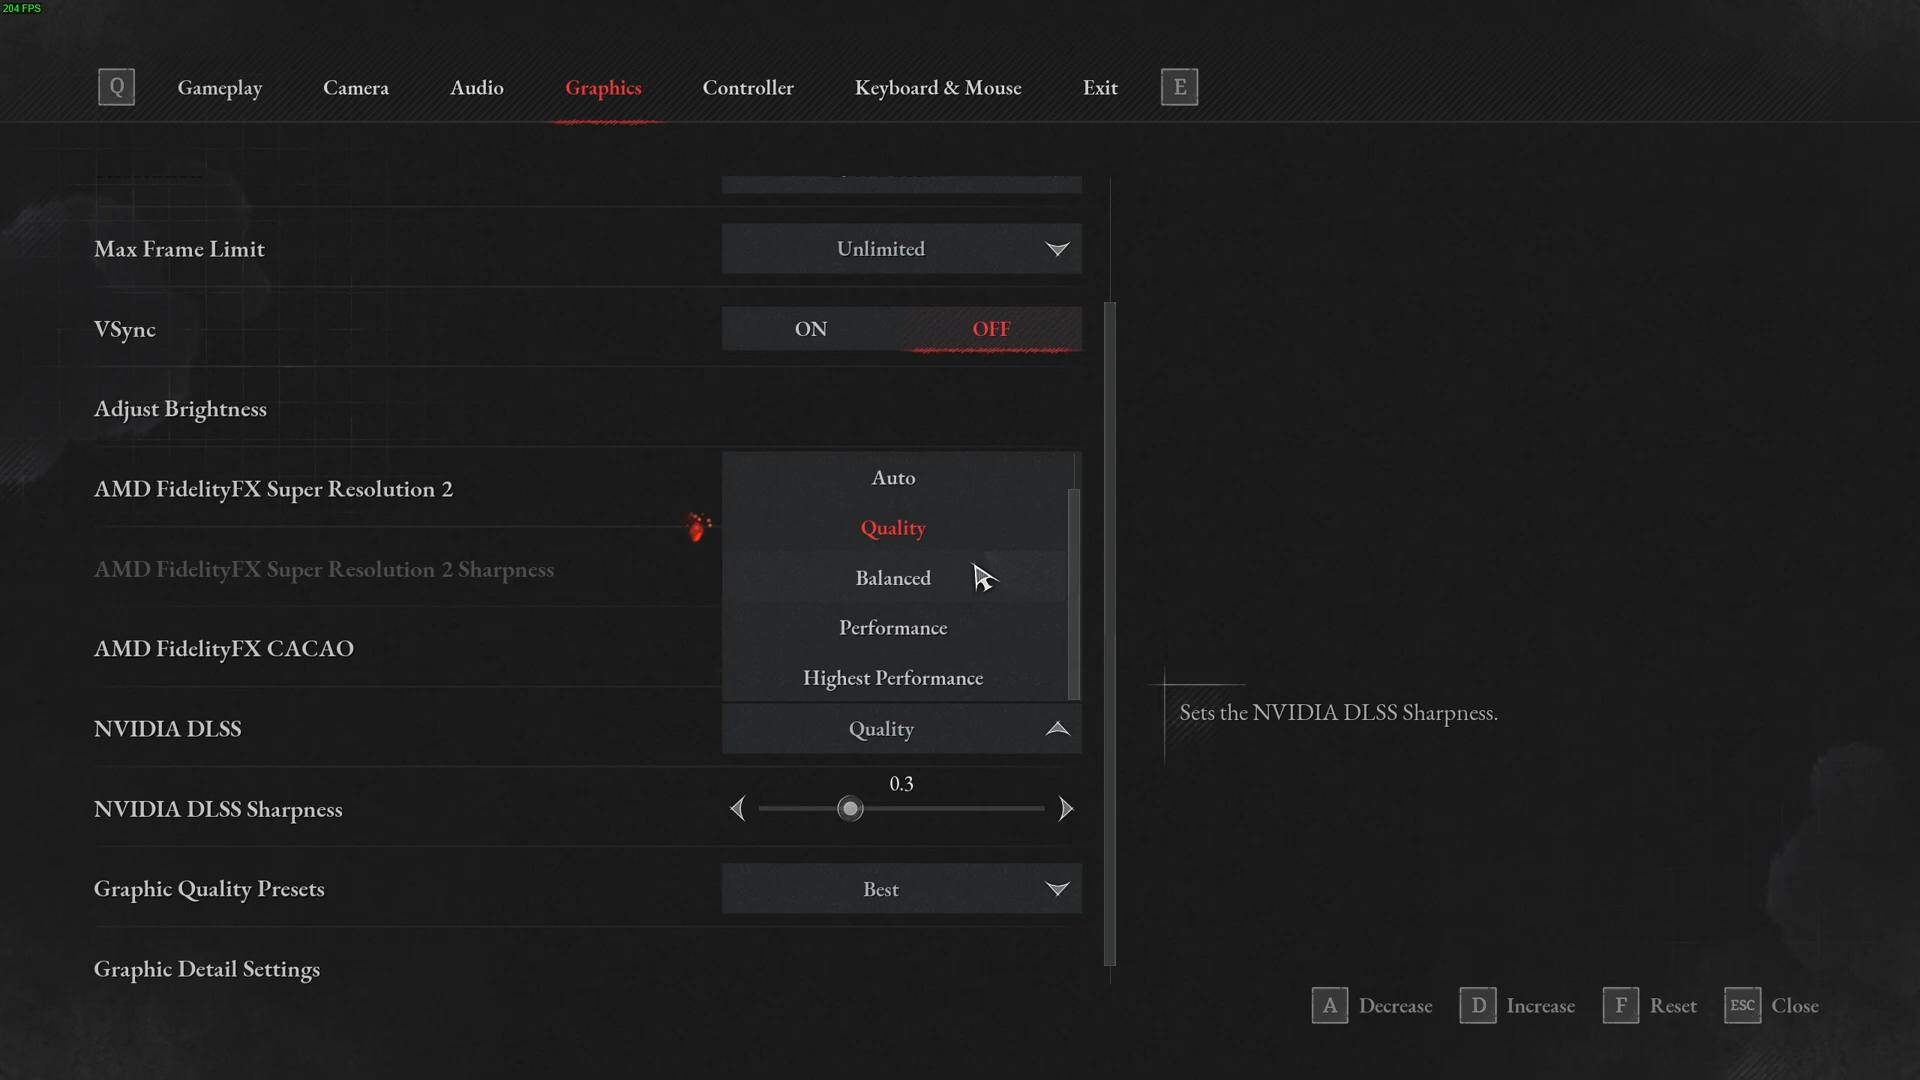 204 FPS
Q Gameplay Camera Audio Graphics Controller Keyboard & Mouse Exit E
Max Frame Limit Unlimited
VSync ON OFF
Adjust Brightness
Auto
AMD FidelityFX Super Resolution 2
Quality
AMD FidelityFX Super Resolution 2 Sharpness
Balanced
Performance
AMD FidelityFX CACAO
Highest Performance
NVIDIA DLSS Quality
Sets the NVIDIA DLSS Sharpness.
0.3
NVIDIA DLSS Sharpness
Graphic Quality Presets Best
Graphic Detail Settings
A Decrease D Increase F Reset ESC Close